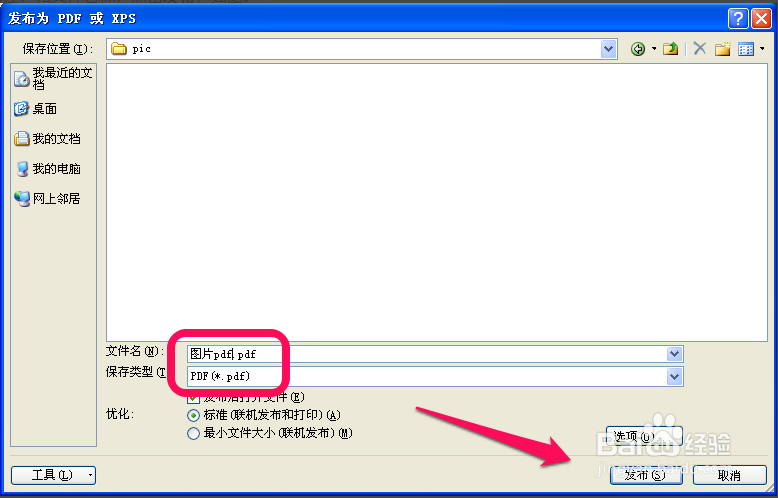 发布为 PDF 或 XPS
保存位置(I):
pic
我最近的文
档
桌面
我的文档
我的电脑
网上邻居
文件名(N):
图片pdf.pdf
保存类型(T
PDF(*.pdf)
发布后打开文件(E)
优化:
标准(联机发布和打印)(A)
最小文件大小(联机发布)(M)
选项(O)
Baidu经验
jingyan.baidu.com
工具(L)
发布(S)
取消